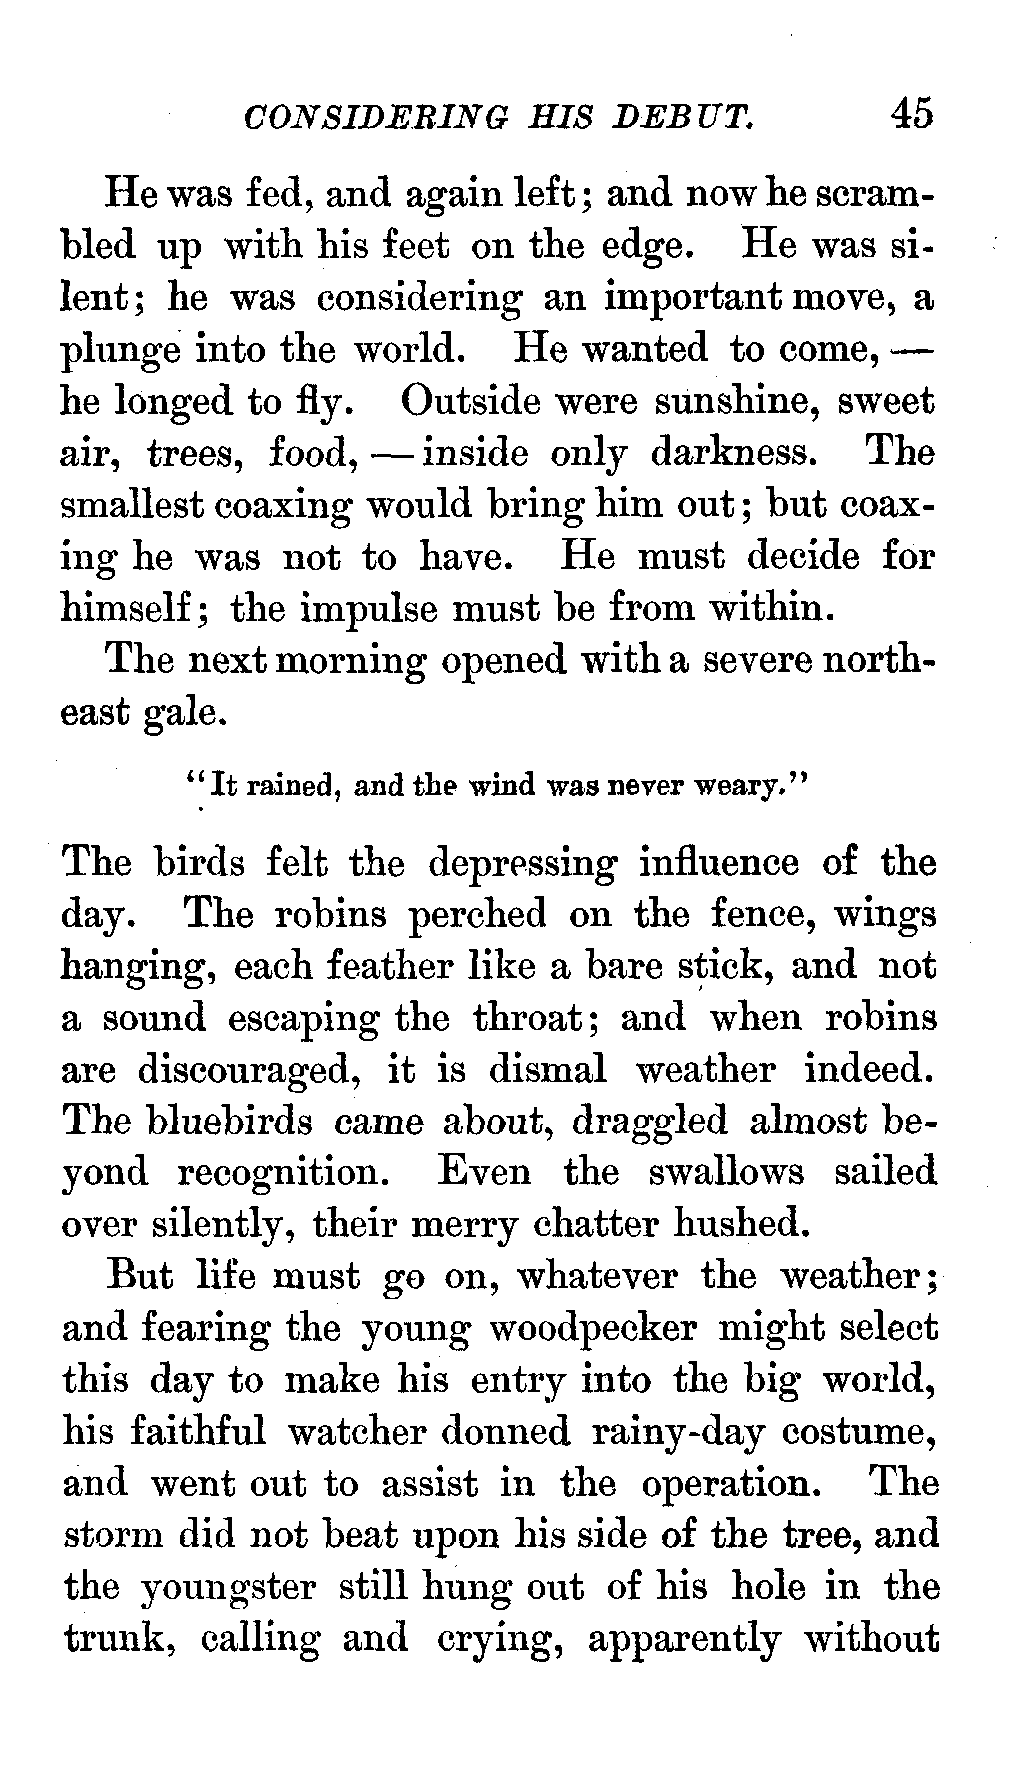 CONSIDERING HIS DEBUT. 45
He was fed, and again left; and now he scram-
bled up with his feet on the edge. He was si-
lent; he was considering an important move, a
plunge into the world. He wanted to come, —
he longed to fly. Outside were sunshine, sweet
air, trees, food, — inside only darkness. The
smallest coaxing would bring him out; but coax-
ing he was not to have. He must decide for
himself; the impulse must be from within.
The next morning opened with a severe north-
east gale.
"It rained, and the wind was never weary."
The birds felt the depressing influence of the
day. The robins perched on the fence, wings
hanging, each feather like a bare stick, and not
a sound escaping the throat; and when robins
are discouraged, it is dismal weather indeed.
The bluebirds came about, draggled almost be-
yond recognition. Even the swallows sailed
over silently, their merry chatter hushed.
But life must go on, whatever the weather;
and fearing the young woodpecker might select
this day to make his entry into the big world,
his faithful watcher donned rainy-day costume,
and went out to assist in the operation. The
storm did not beat upon his side of the tree, and
the youngster still hung out of his hole in the
trunk, calling and crying, apparently without